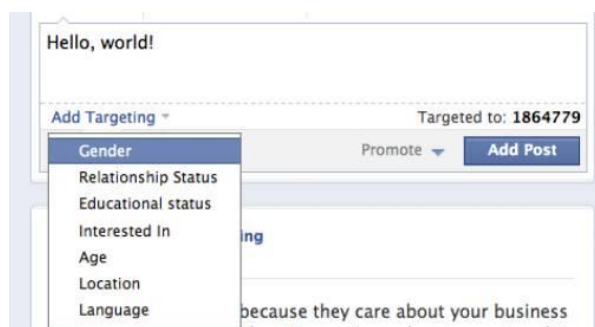 Hello, world!
Add Targeting
Targeted to: 1864779
Gender
Promote
Add Post
Relationship Status
Educational status
Interested In
ing
Age
Location
Language
because they care about your business